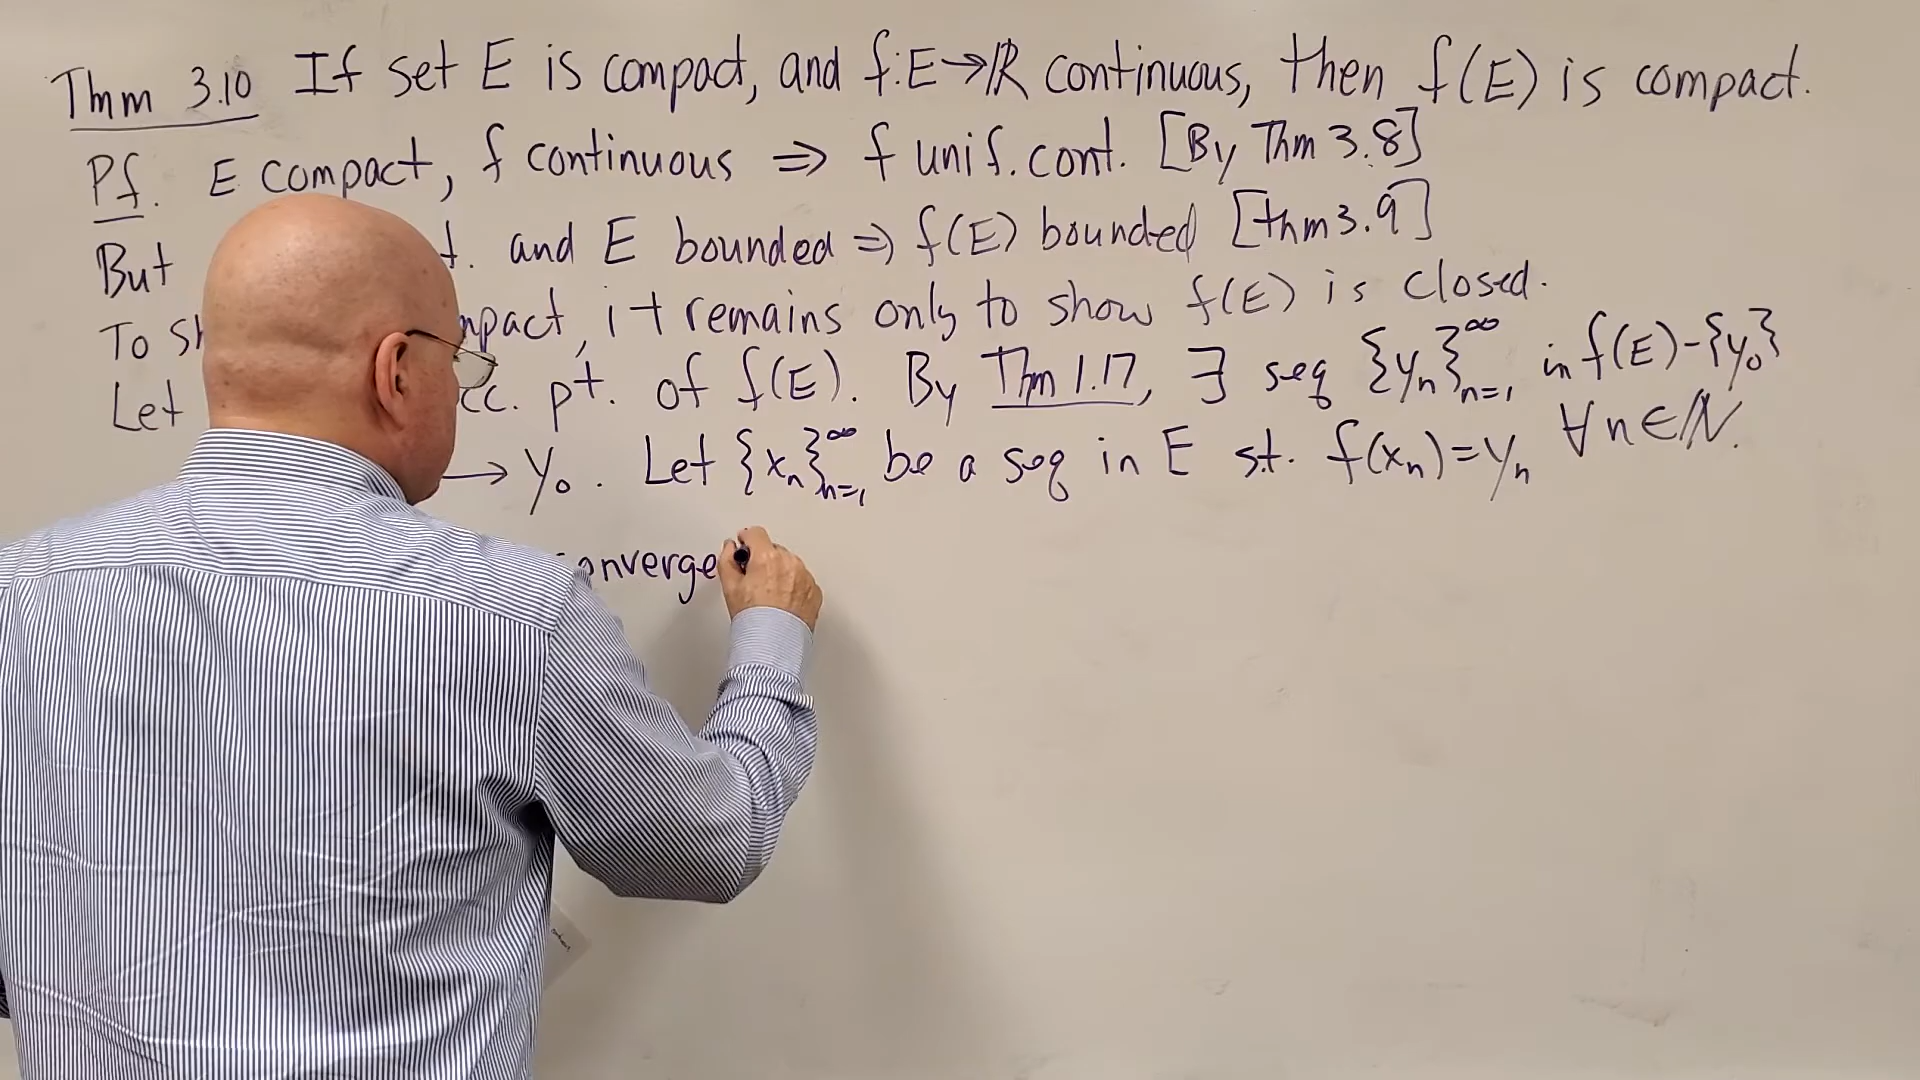 Thm 3.10 If set E is compact, and f:E→ℝ continuous, then f(E) is compact.
Pf. E compact, f continuous ⇒ f unif. cont. [By Thm 3.8]
But t. and E bounded ⇒ f(E) bounded [thm 3.9]
To sh mpact, it remains only to show f(E) is closed.
Let cc. pt. of f(E). By Thm 1.17, ∃ seq {yₙ}ₙ₌₁^∞ in f(E)-{y₀}
→ y₀. Let {xₙ}ₙ₌₁^∞ be a seq in E s.t. f(xₙ)=yₙ ∀n∈ℕ.
onverge